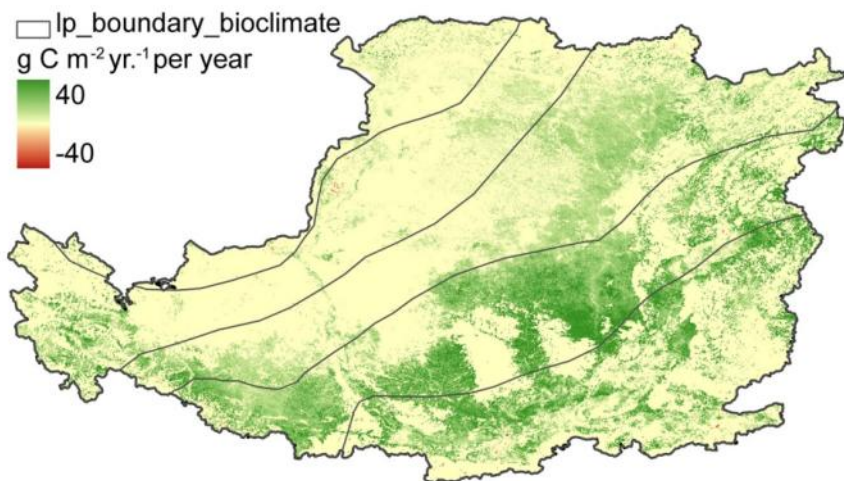 lp_boundary_bioclimate
g C m⁻² yr.⁻¹ per year
40
-40